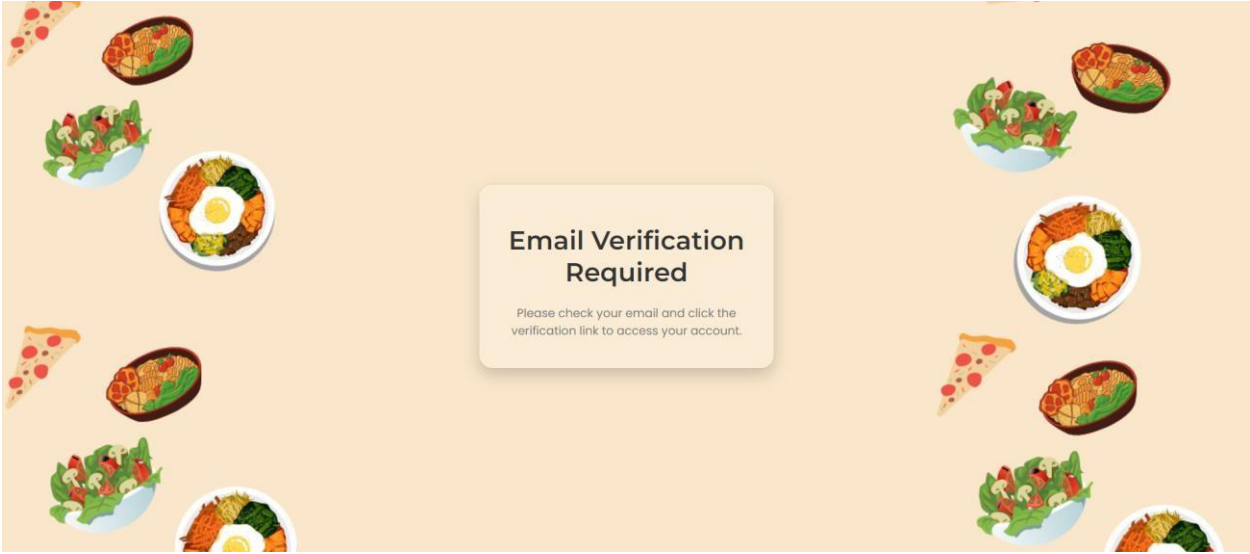 Email Verification
Required
Please check your email and click the
verification link to access your account.